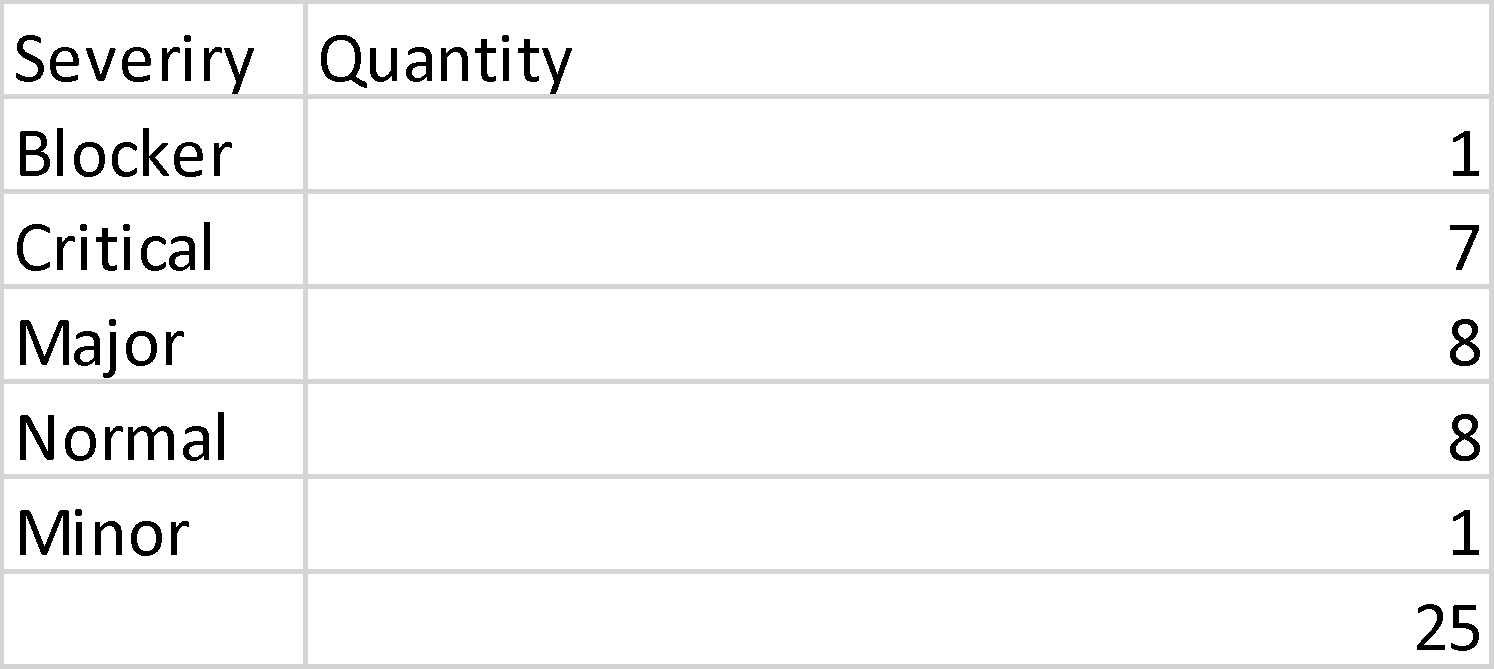 Severiry Quantity
Blocker 1
Critical 7
Major 8
Normal 8
Minor 1
25